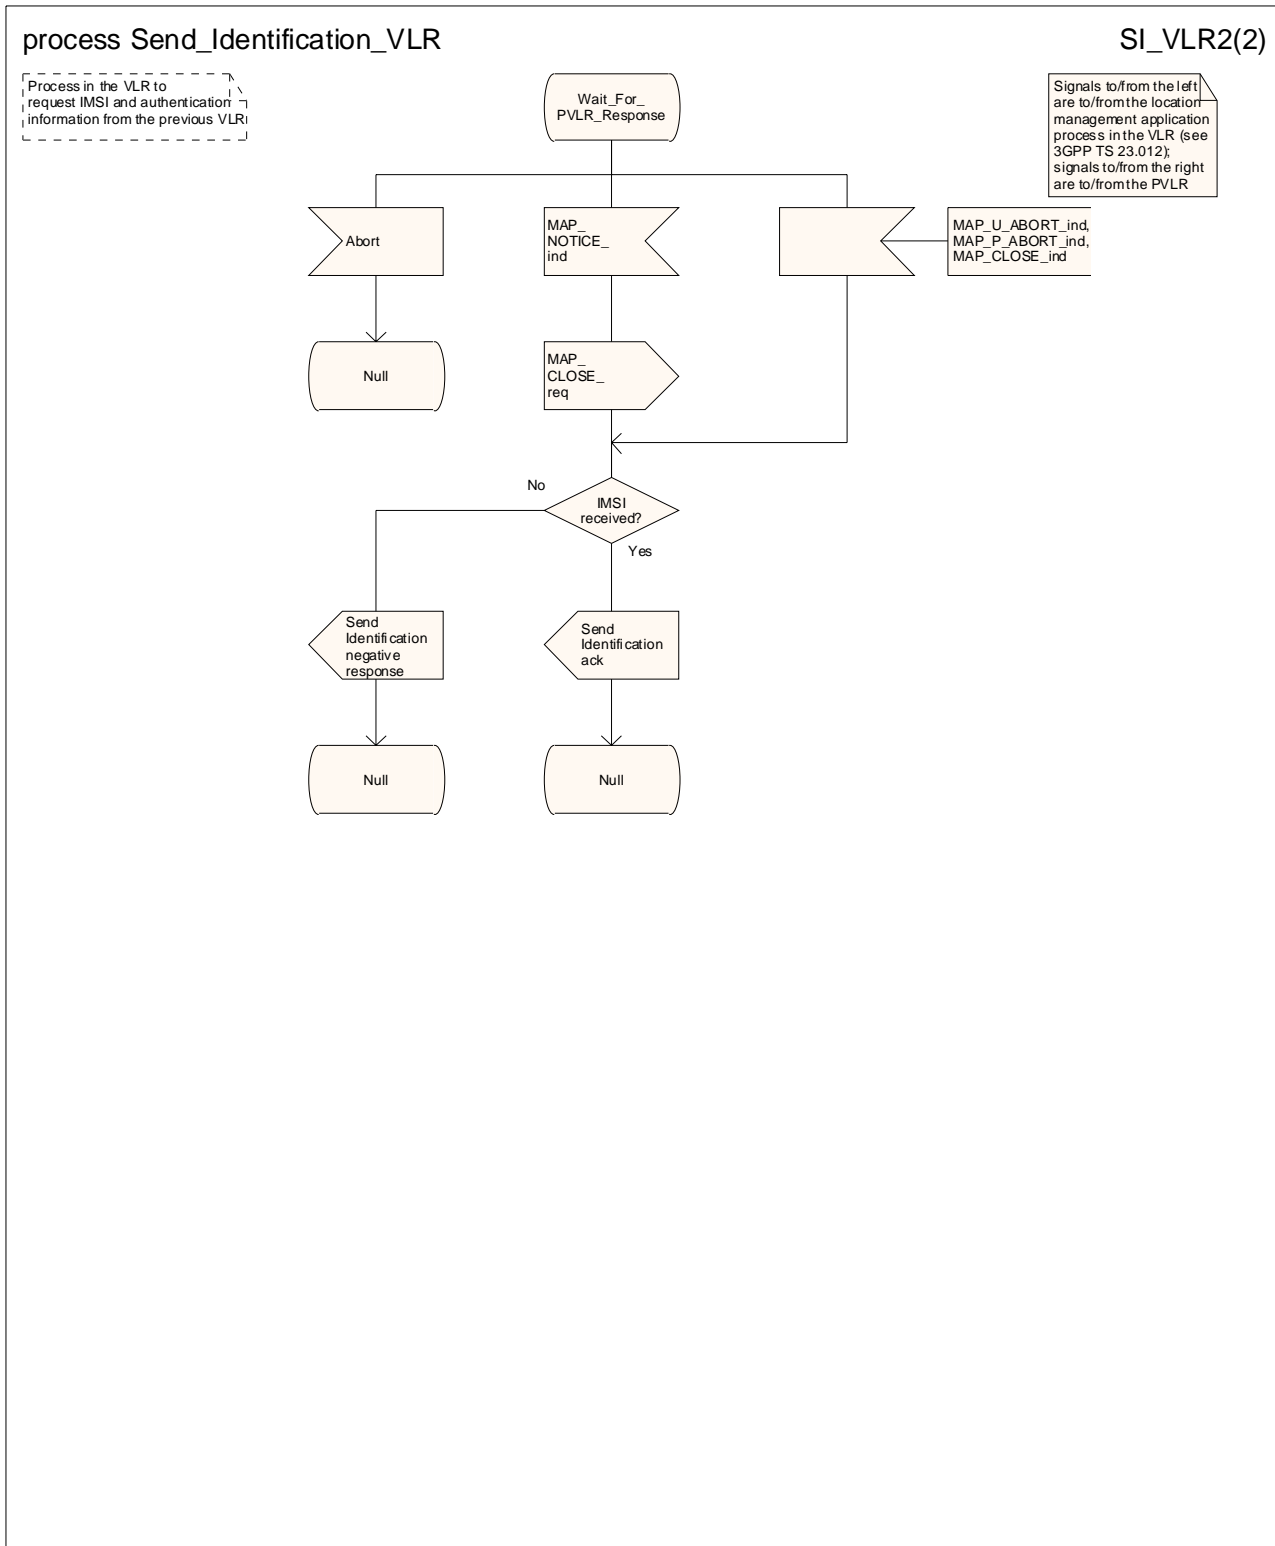 process Send_Identification_VLR
SI_VLR2(2)
Process in the VLR to
request IMSI and authentication
information from the previous VLR
Wait_For_
PVLR_Response
Signals to/from the left
are to/from the location
management application
process in the VLR (see
3GPP TS 23.012);
signals to/from the right
are to/from the PVLR
Abort
MAP_
NOTICE_
ind
MAP_U_ABORT_ind,
MAP_P_ABORT_ind,
MAP_CLOSE_ind
Null
MAP_
CLOSE_
req
No
IMSI
received?
Yes
Send
Identification
negative
response
Send
Identification
ack
Null
Null